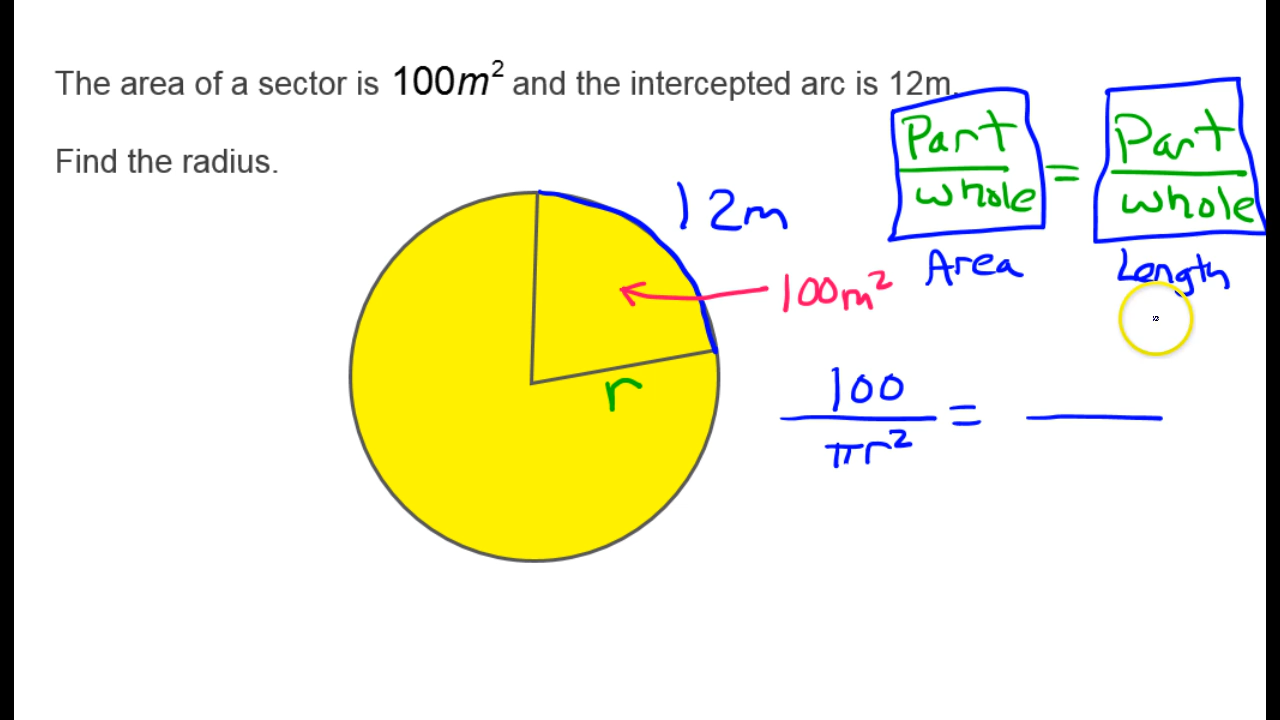 The area of a sector is 100m² and the intercepted arc is 12m.
Find the radius.
Part
whole
=
Part
whole
Area
Length
12m
100m²
r
100
πr²
=